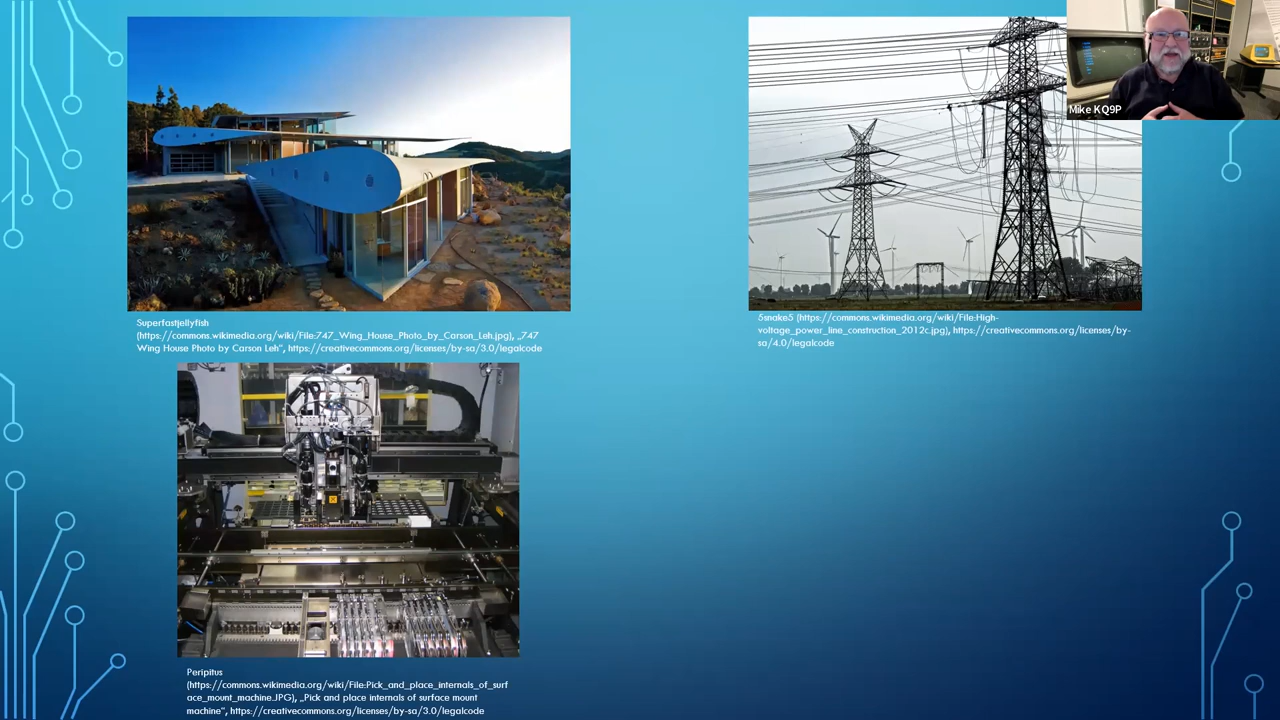 Mike KQ9P
Superfastjellyfish
(https://commons.wikimedia.org/wiki/File:747_Wing_House_Photo_by_Carson_Leh.jpg), „747
Wing House Photo by Carson Leh“, https://creativecommons.org/licenses/by-sa/3.0/legalcode
5snake5 (https://commons.wikimedia.org/wiki/File:High-
voltage_power_line_construction_2012c.jpg), https://creativecommons.org/licenses/by-
sa/4.0/legalcode
Peripitus
(https://commons.wikimedia.org/wiki/File:Pick_and_place_internals_of_surf
ace_mount_machine.JPG), „Pick and place internals of surface mount
machine“, https://creativecommons.org/licenses/by-sa/3.0/legalcode